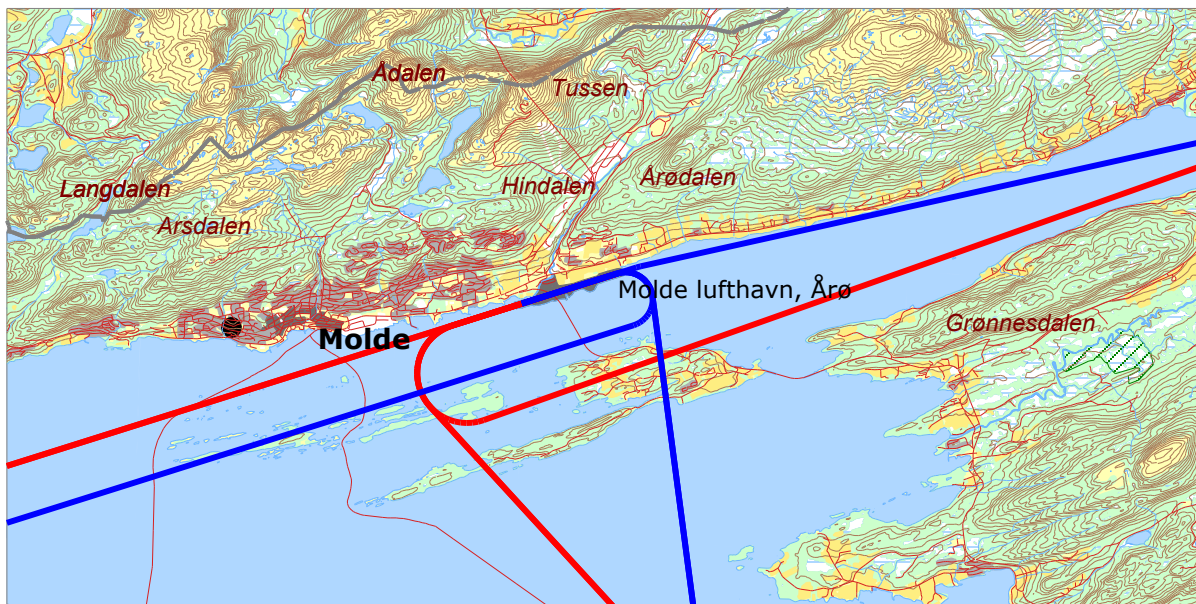 Ådalen
Tussen
Langdalen
Hindalen
Årødalen
Arsdalen
Molde lufthavn, Årø
Grønnesdalen
Molde